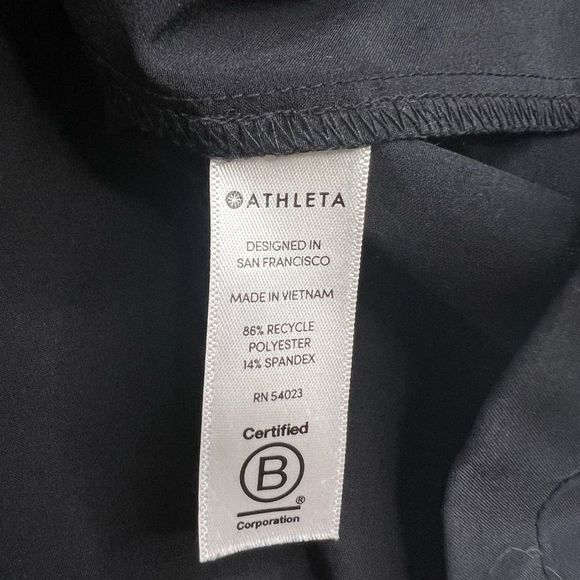 ATHLETA
DESIGNED IN
SAN FRANCISCO
MADE IN VIETNAM
86% RECYCLE
POLYESTER
14% SPANDEX
RN 54023
Certified
B
®
Corporation